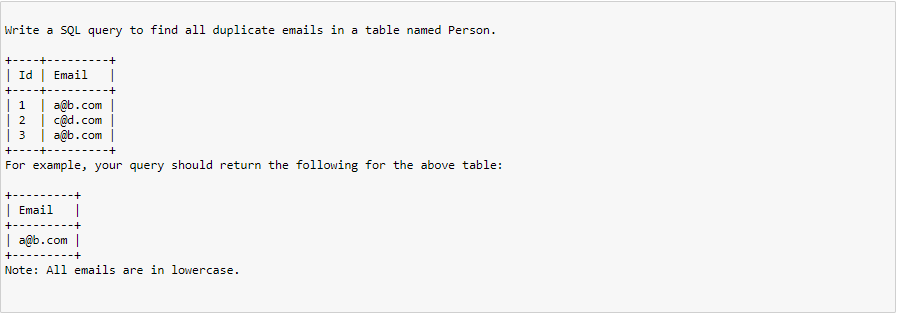 Write a SQL query to find all duplicate emails in a table named Person.
+----+---------+
| Id | Email   |
+----+---------+
| 1  | a@b.com |
| 2  | c@d.com |
| 3  | a@b.com |
+----+---------+
For example, your query should return the following for the above table:
+---------+
| Email   |
+---------+
| a@b.com |
+---------+
Note: All emails are in lowercase.